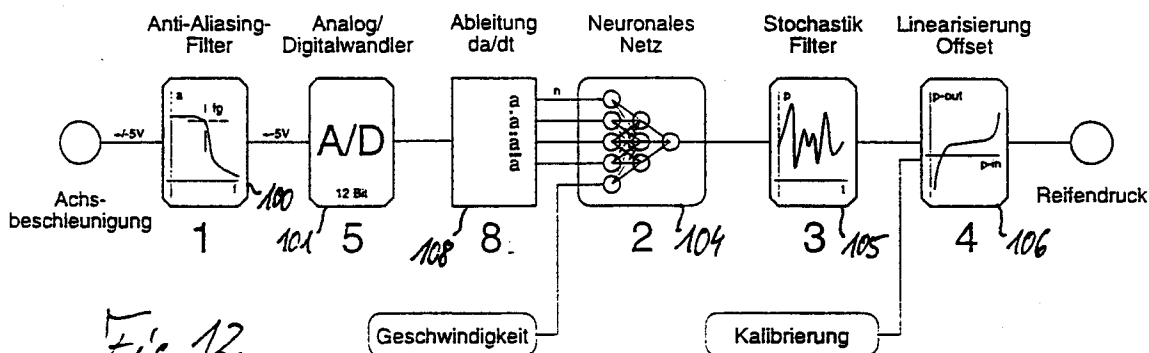 Anti-Aliasing-
Filter
Analog/
Digitalwandler
Ableitung
da/dt
Neuronales
Netz
Stochastik
Filter
Linearisierung
Offset
a
fg
f
+/-5V
+-5V
A/D
12 Bit
n
p
t
p-out
p-in
Achs-
beschleunigung
Reifendruck
1
100
101
5
108
8
2
104
3
105
4
106
Geschwindigkeit
Kalibrierung
Fig. 12